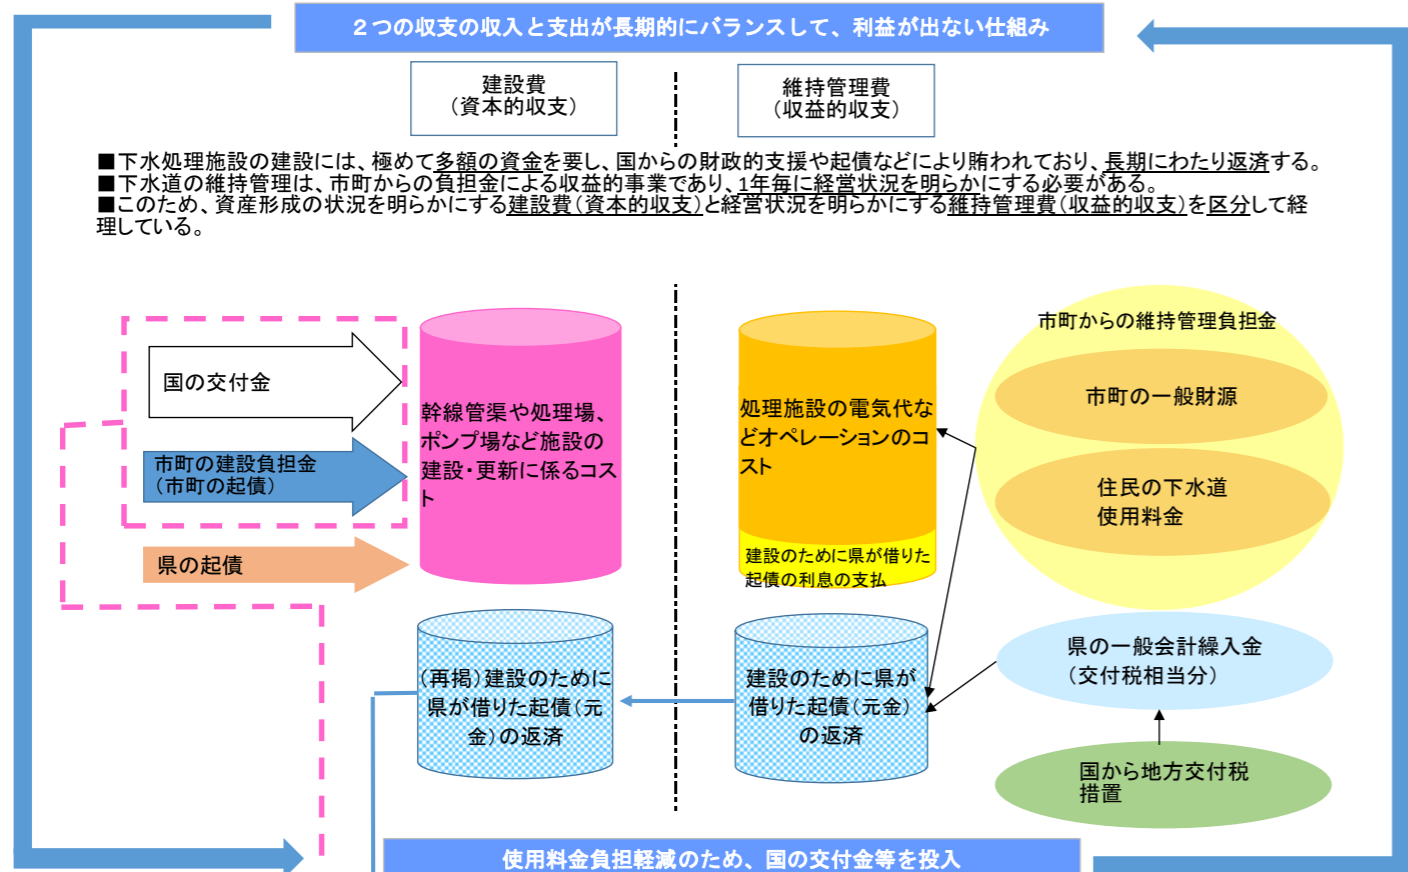 ２つの収支の収入と支出が長期的にバランスして、利益が出ない仕組み
建設費
（資本的収支）
維持管理費
（収益的収支）
■下水処理施設の建設には、極めて多額の資金を要し、国からの財政的支援や起債などにより賄われており、長期にわたり返済する。
■下水道の維持管理は、市町からの負担金による収益的事業であり、1年毎に経営状況を明らかにする必要がある。
■このため、資産形成の状況を明らかにする建設費（資本的収支）と経営状況を明らかにする維持管理費（収益的収支）を区分して経
理している。
国の交付金
市町の建設負担金
（市町の起債）
県の起債
幹線管渠や処理場、
ポンプ場など施設の
建設・更新に係るコス
ト
処理施設の電気代な
どオペレーションのコ
スト
建設のために県が借りた
起債の利息の支払
市町からの維持管理負担金
市町の一般財源
住民の下水道
使用料金
（再掲）建設のために
県が借りた起債（元
金）の返済
建設のために県が
借りた起債（元金）
の返済
県の一般会計繰入金
（交付税相当分）
国から地方交付税
措置
使用料金負担軽減のため、国の交付金等を投入